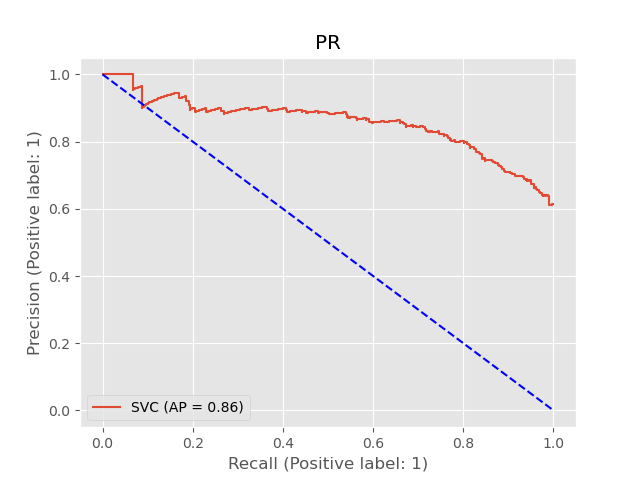 PR
1.0
0.8
0.6
0.4
0.2
0.0
Precision (Positive label: 1)
SVC (AP = 0.86)
0.0 0.2 0.4 0.6 0.8 1.0
Recall (Positive label: 1)